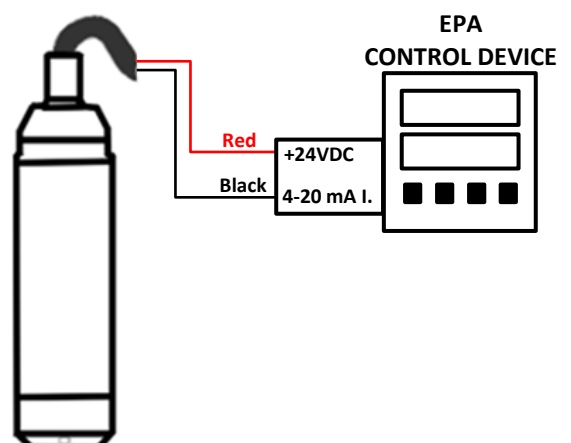 EPA
CONTROL DEVICE
Red
+24VDC
Black
4-20 mA I.